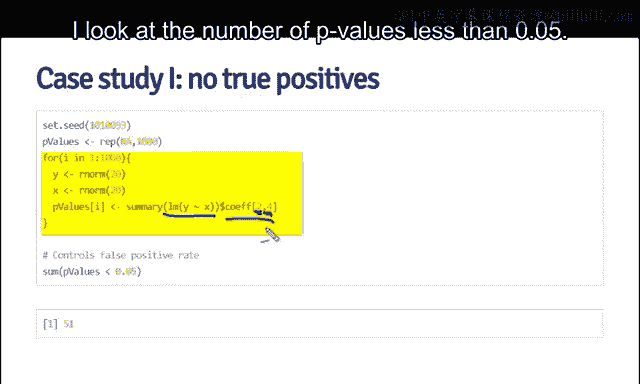 I look at the number of p-values less than 0.05.
Case study I: no true positives
set.seed(1010093)
pValues <- rep(NA,1000)
for(i in 1:1000){
y <- rnorm(20)
x <- rnorm(20)
pValues[i] <- summary(lm(y ~ x))$coeff[2,4]
}
# Controls false positive rate
sum(pValues < 0.05)
[1] 51